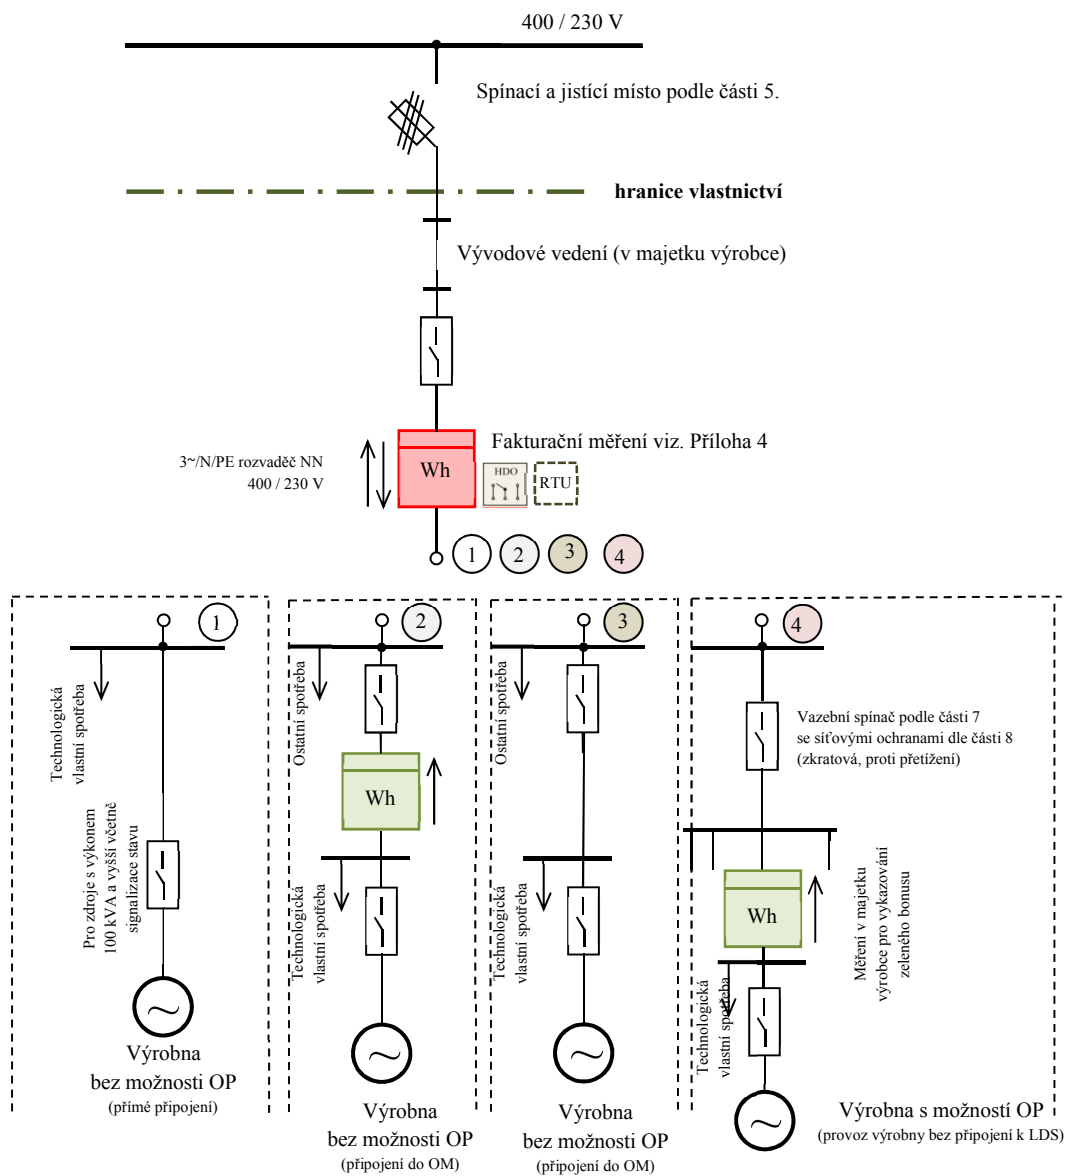 400 / 230 V
Spínací a jistící místo podle části 5.
hranice vlastnictví
Vývodové vedení (v majetku výrobce)
Fakturační měření viz. Příloha 4
3~/N/PE rozvaděč NN
400 / 230 V
Wh
HDO
RTU
1
2
3
4
1
Technologická
vlastní spotřeba
Pro zdroje s výkonem
100 kVA a vyšší včetně
signalizace stavu
Výrobna
bez možnosti OP
(přímé připojení)
2
Ostatní spotřeba
Wh
Technologická
vlastní spotřeba
Výrobna
bez možnosti OP
(připojení do OM)
3
Ostatní spotřeba
Technologická
vlastní spotřeba
Výrobna
bez možnosti OP
(připojení do OM)
4
Vazební spínač podle části 7
se síťovými ochranami dle části 8
(zkratová, proti přetížení)
Wh
Měření v majetku
výrobce pro vykazování
zeleného bonusu
Technologická
vlastní spotřeba
Výrobna s možností OP
(provoz výrobny bez připojení k LDS)